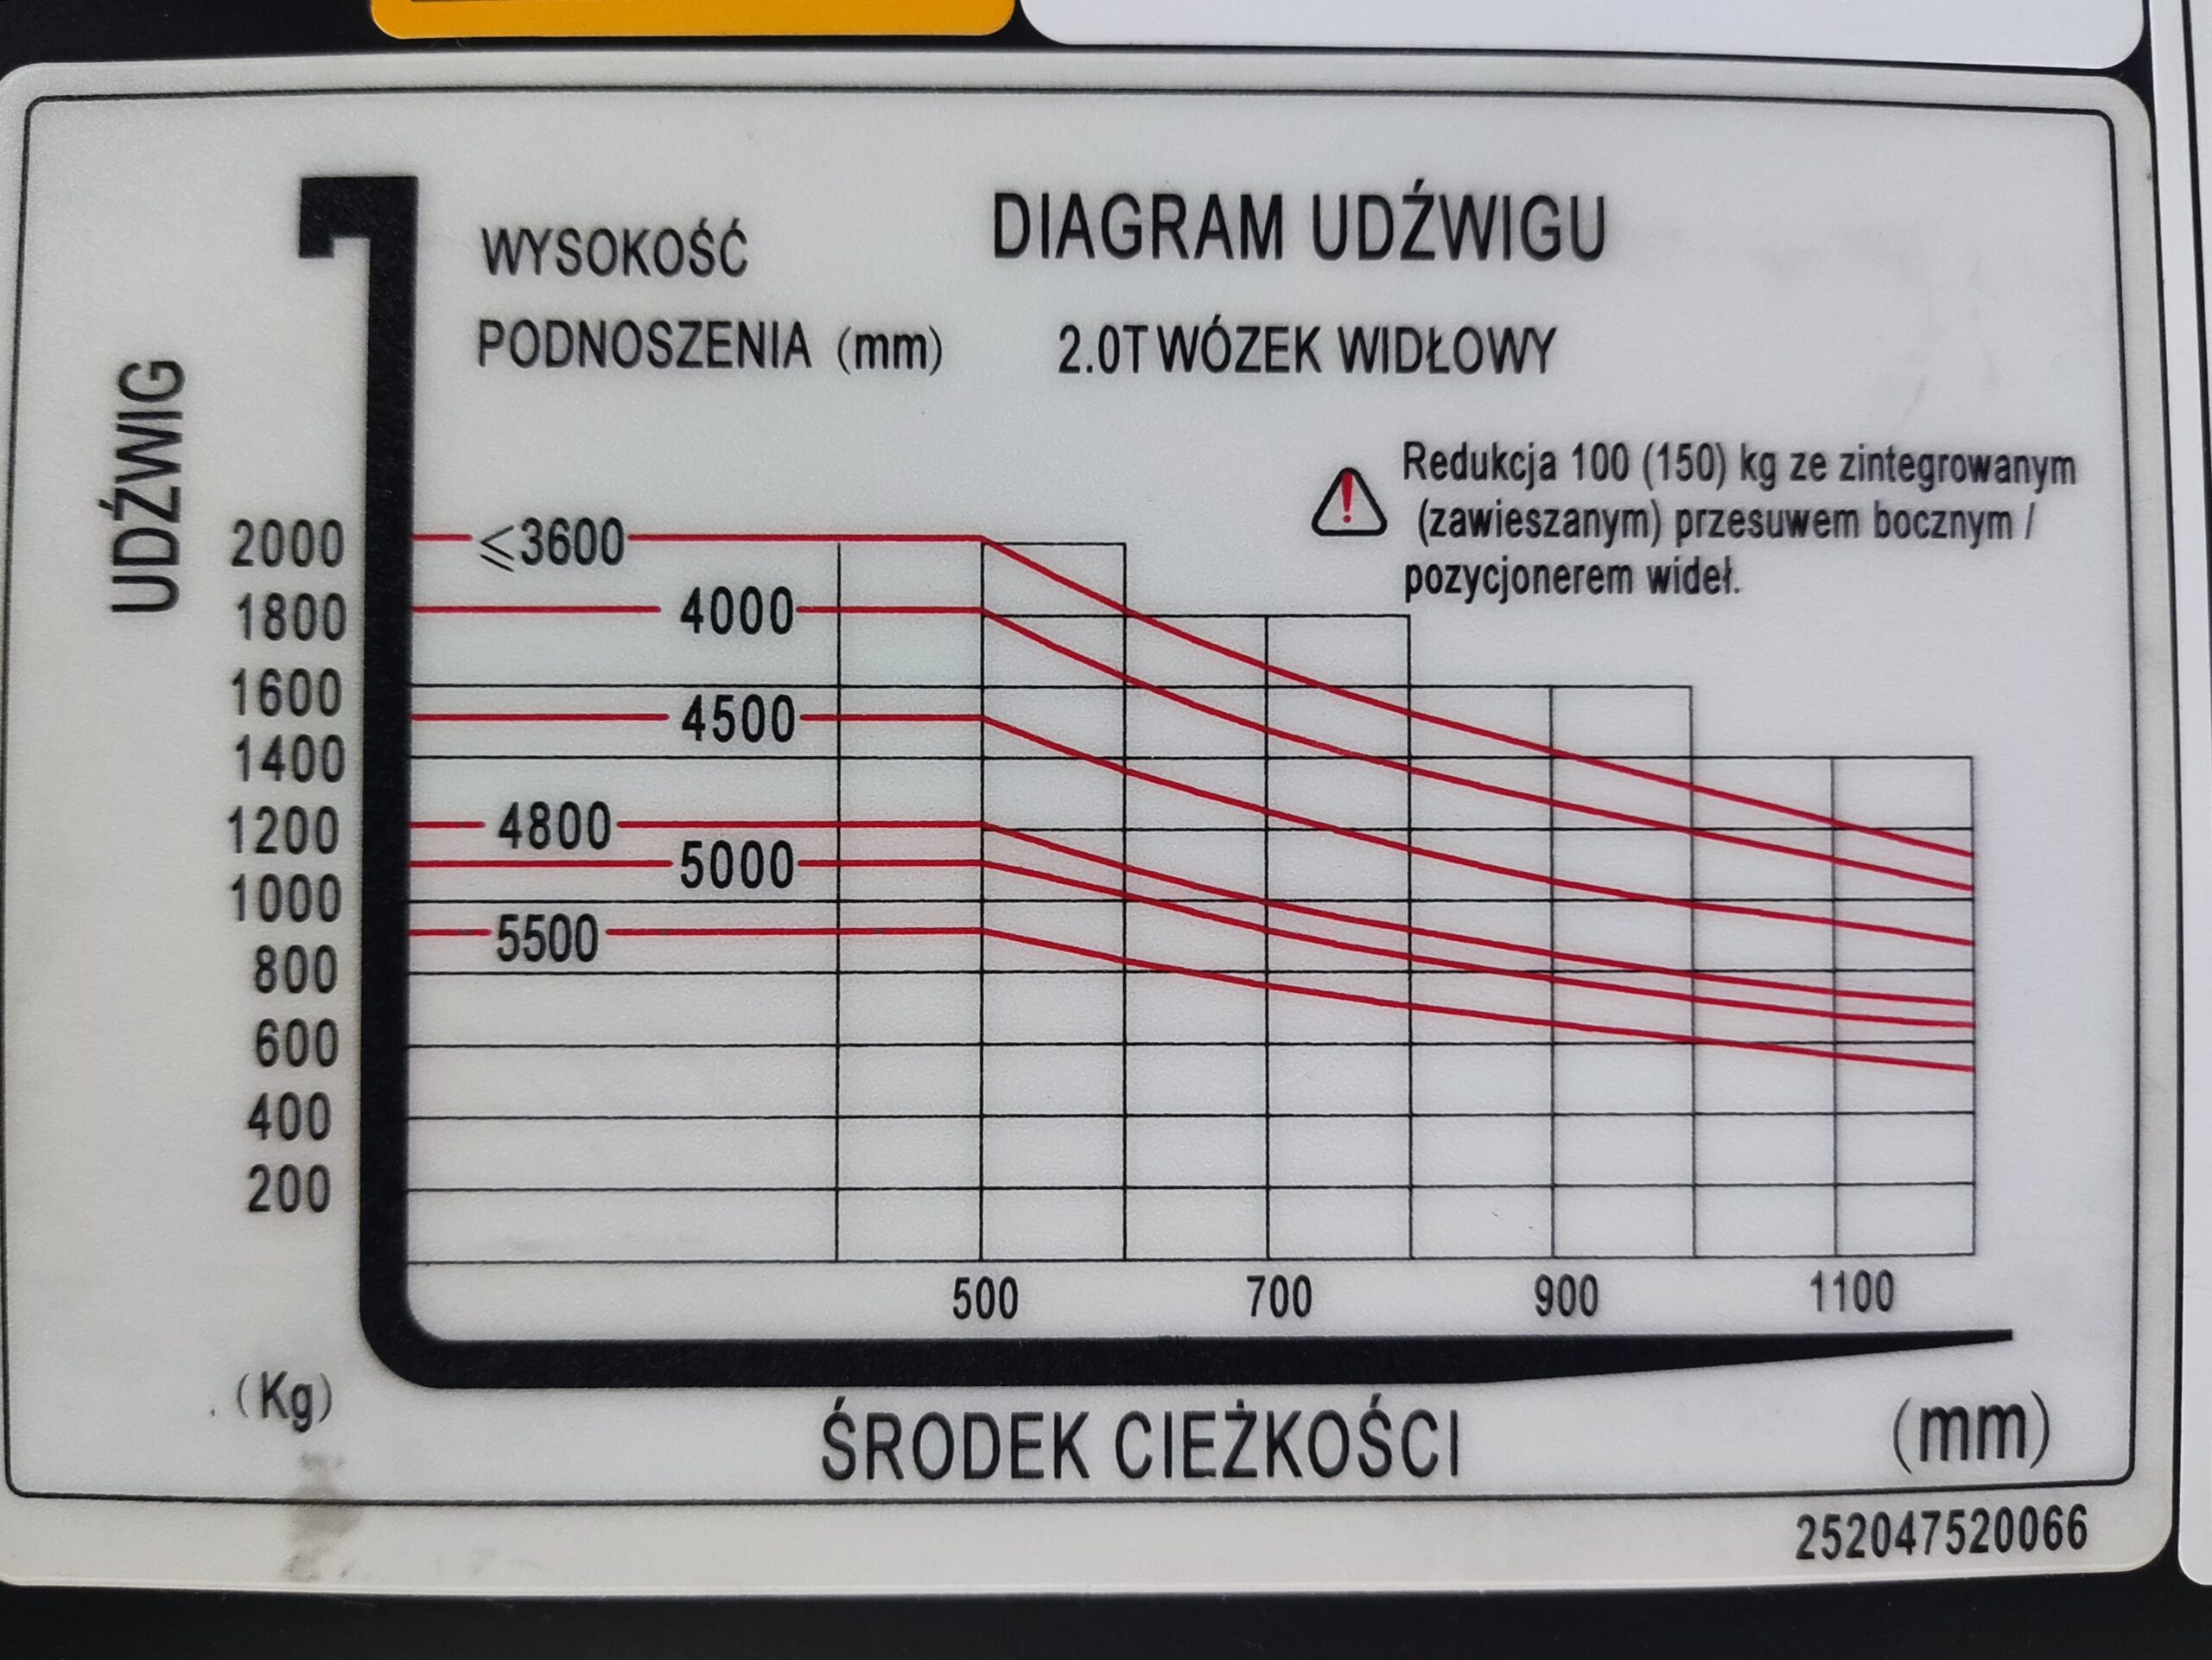 DIAGRAM UDŹWIGU
WYSOKOŚĆ
PODNOSZENIA (mm)
2.0T WÓZEK WIDŁOWY
UDŹWIG
Redukcja 100 (150) kg ze zintegrowanym
(zawieszanym) przesuwem bocznym /
pozycjonerem wideł.
2000
≤3600
1800
4000
1600
4500
1400
1200
4800
5000
1000
5500
800
600
400
200
500 700 900 1100
(Kg)
ŚRODEK CIEŻKOŚCI
(mm)
252047520066